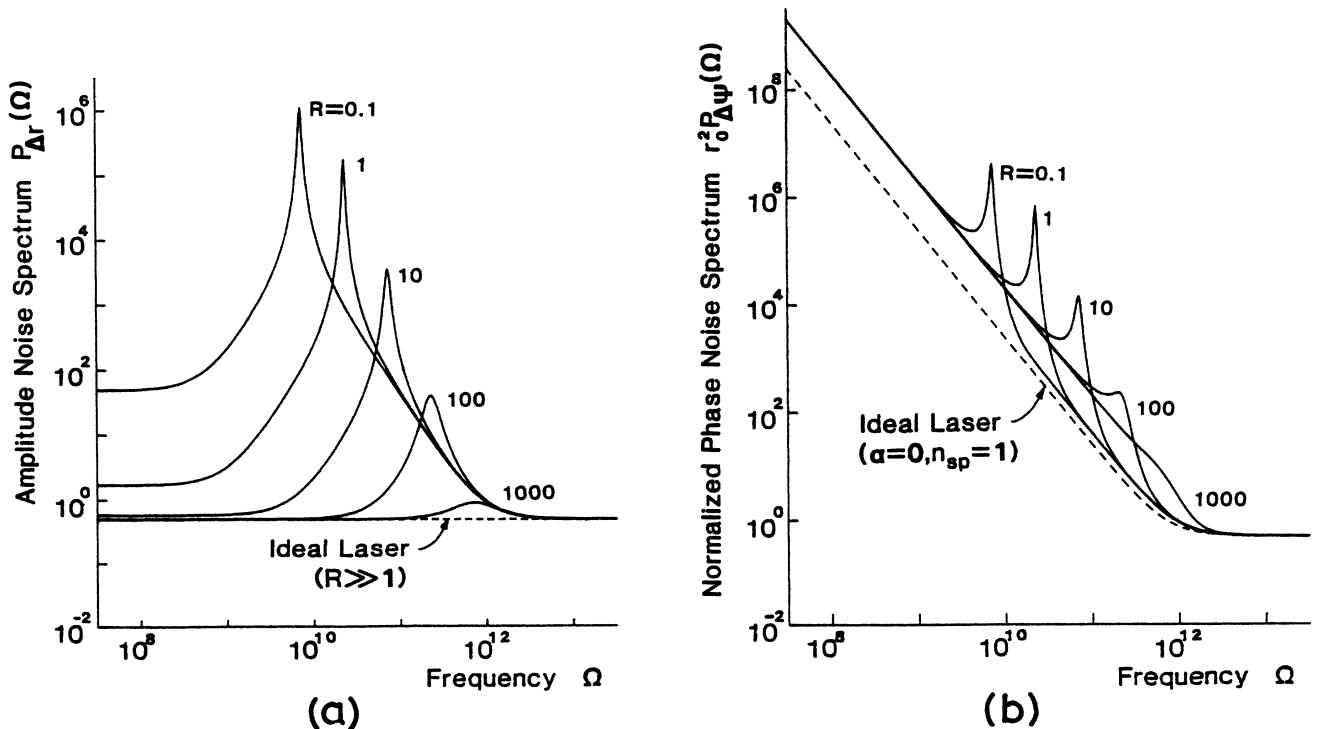 Amplitude Noise Spectrum P_Δr(Ω)
10^6
10^4
10^2
10^0
10^-2
R=0.1
1
10
100
1000
Ideal Laser
(R≫1)
10^8
10^10
10^12
Frequency Ω
(a)
Normalized Phase Noise Spectrum r_0^2P_Δψ(Ω)
10^8
10^6
10^4
10^2
10^0
10^-2
R=0.1
1
10
100
1000
Ideal Laser
(α=0,n_sp=1)
10^8
10^10
10^12
Frequency Ω
(b)